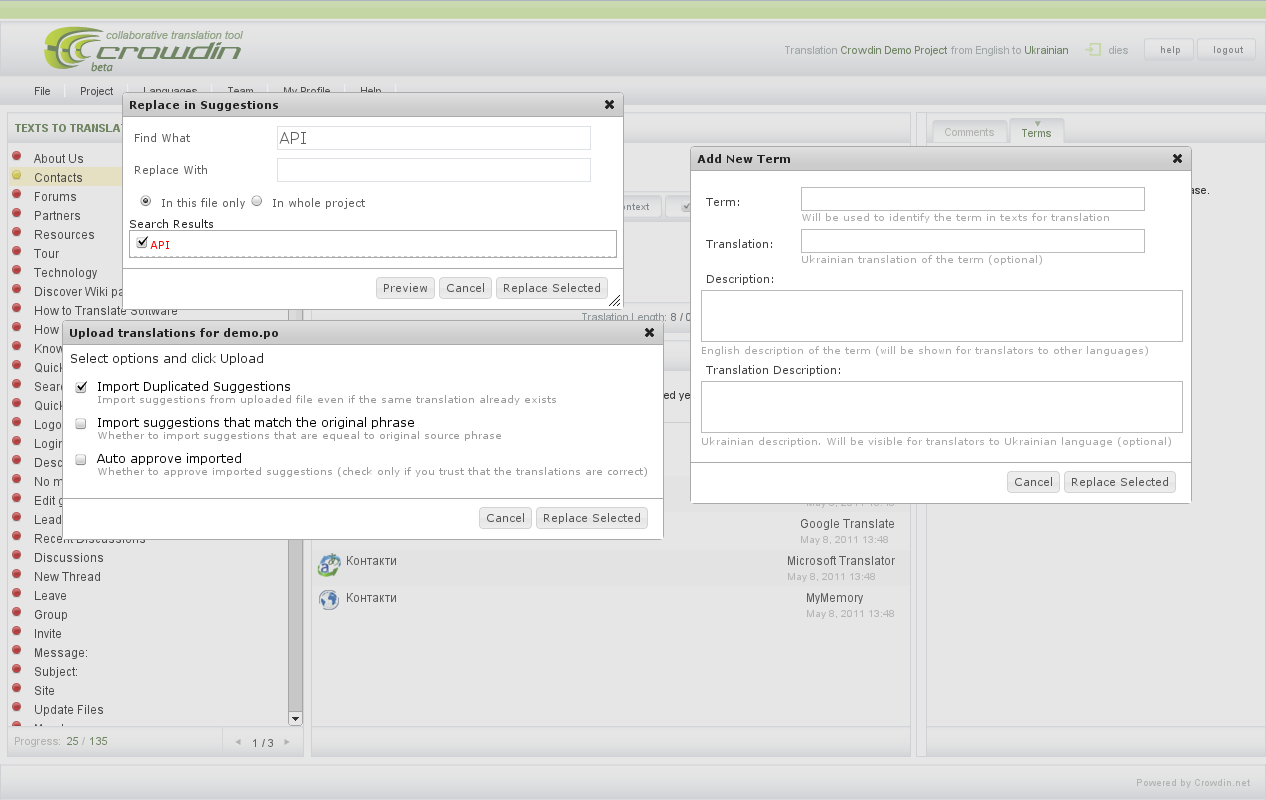 collaborative translation tool
crowdin
beta
Translation Crowdin Demo Project from English to Ukrainian
dies
help
logout
File
Project
Languages
Team
My Profile
Help
TEXTS TO TRANSLA
About Us
Contacts
Forums
Partners
Resources
Tour
Technology
Discover Wiki pa
How to Translate Software
How
Know
Quick
Searc
Quick
Logo
Login
Desc
No m
Edit g
Lead
Recent Discussions
Discussions
New Thread
Leave
Group
Invite
Message:
Subject:
Site
Update Files
Progress: 25 / 135
1 / 3
Replace in Suggestions
Find What
API
Replace With
In this file only
In whole project
Search Results
API
Preview
Cancel
Replace Selected
ontext
Traslation Length: 8 / 0
Upload translations for demo.po
Select options and click Upload
Import Duplicated Suggestions
Import suggestions from uploaded file even if the same translation already exists
Import suggestions that match the original phrase
Whether to import suggestions that are equeal to original source phrase
Auto approve imported
Whether to approve imported suggestions (check only if you trust that the translations are correct)
Cancel
Replace Selected
ed ye
May 8, 2011 13:48
Google Translate
May 8, 2011 13:48
Контакти
Microsoft Translator
May 8, 2011 13:48
Контакти
MyMemory
May 8, 2011 13:48
Comments
Terms
ase.
Add New Term
Term:
Will be used to identify the term in texts for translation
Translation:
Ukrainian translation of the term (optional)
Description:
English description of the term (will be shown for translators to other languages)
Translation Description:
Ukrainian description. Will be visible for translators to Ukrainian language (optional)
Cancel
Replace Selected
Powered by Crowdin.net